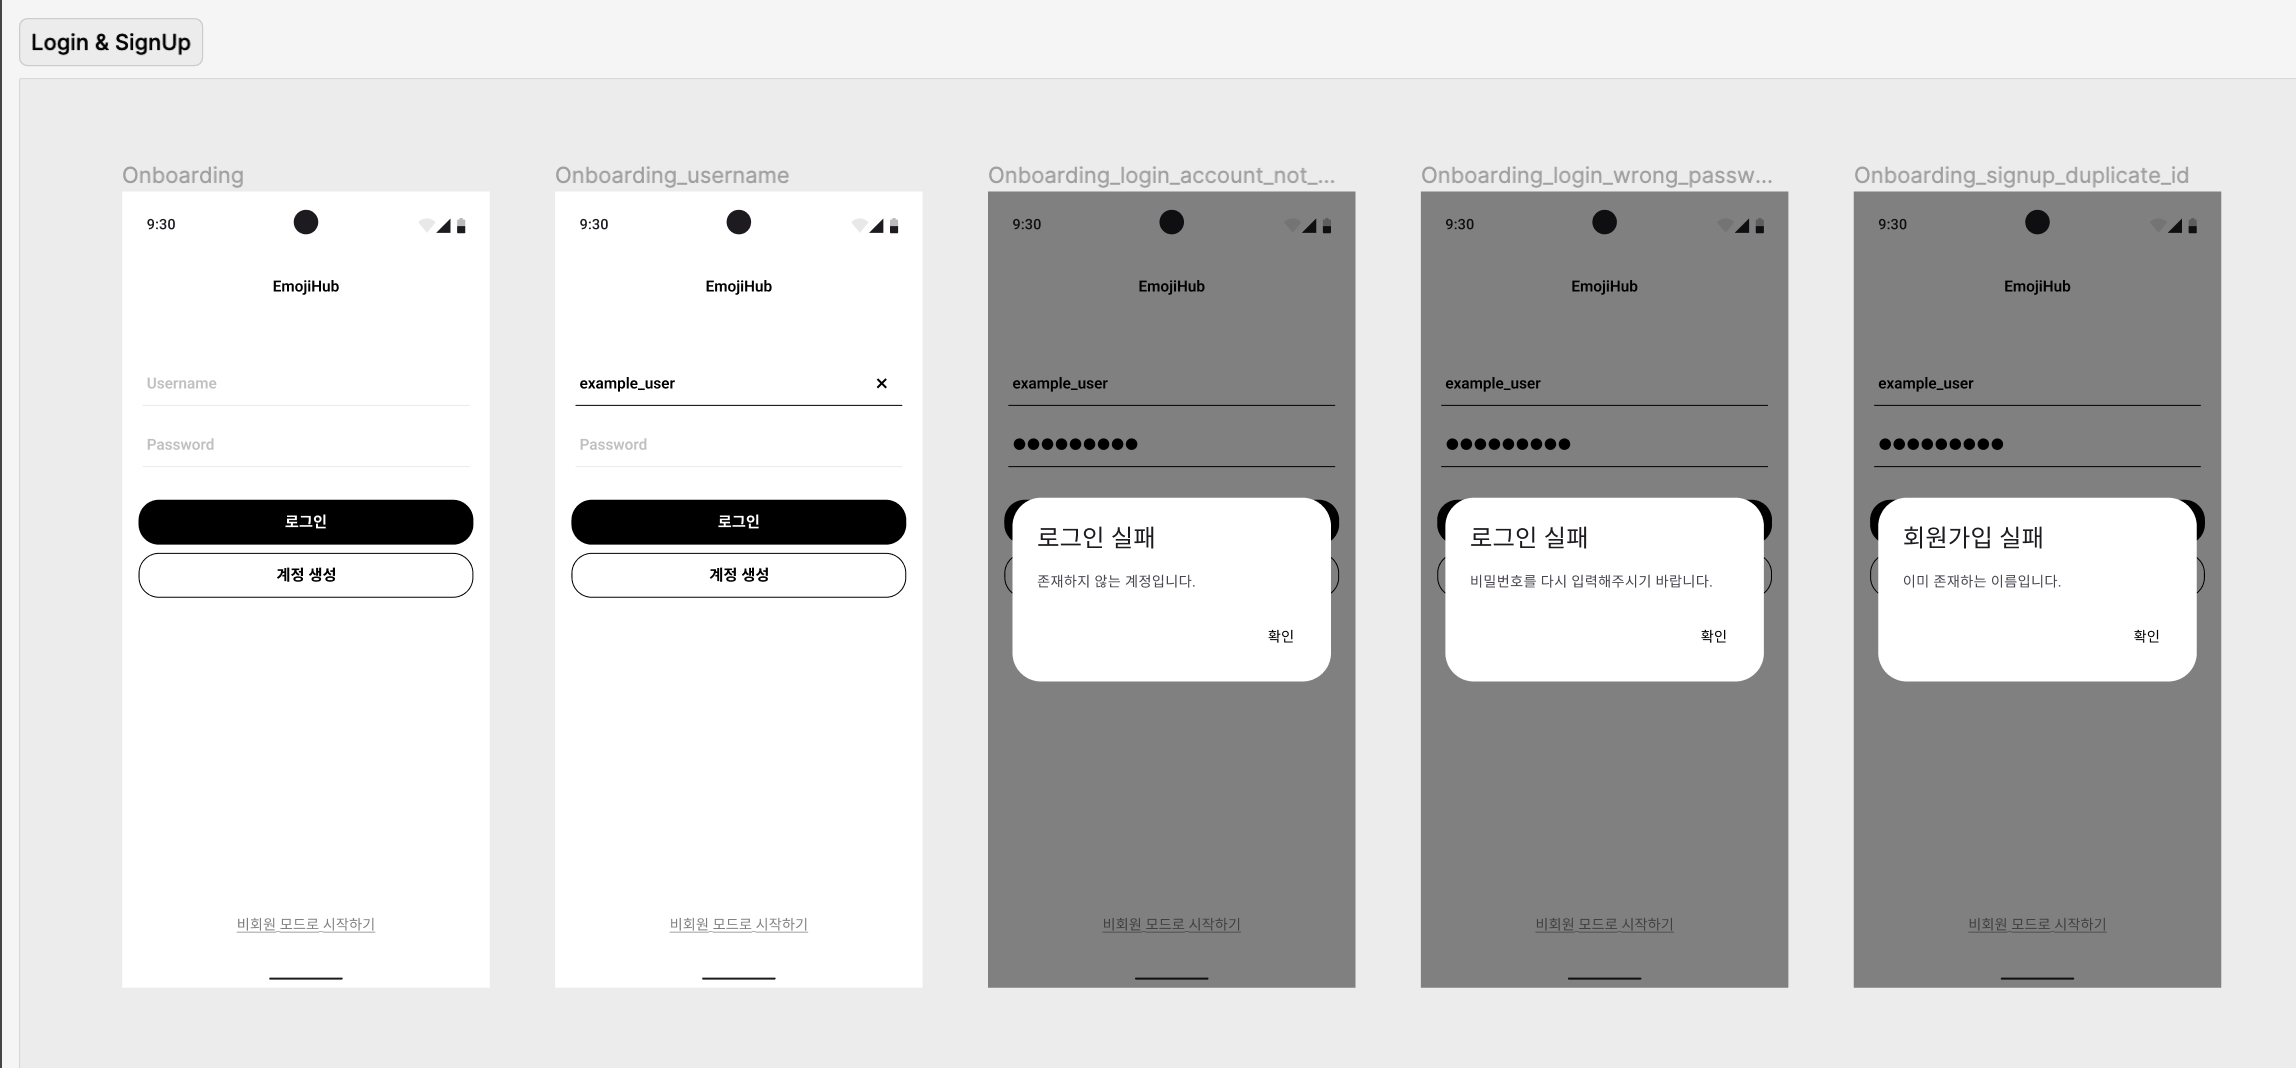 Login & SignUp
Onboarding
9:30
EmojiHub
Username
Password
로그인
계정 생성
비회원 모드로 시작하기
Onboarding_username
9:30
EmojiHub
example_user
Password
로그인
계정 생성
비회원 모드로 시작하기
Onboarding_login_account_not_...
9:30
EmojiHub
example_user
로그인 실패
존재하지 않는 계정입니다.
확인
비회원 모드로 시작하기
Onboarding_login_wrong_passw...
9:30
EmojiHub
example_user
로그인 실패
비밀번호를 다시 입력해주시기 바랍니다.
확인
비회원 모드로 시작하기
Onboarding_signup_duplicate_id
9:30
EmojiHub
example_user
회원가입 실패
이미 존재하는 이름입니다.
확인
비회원 모드로 시작하기